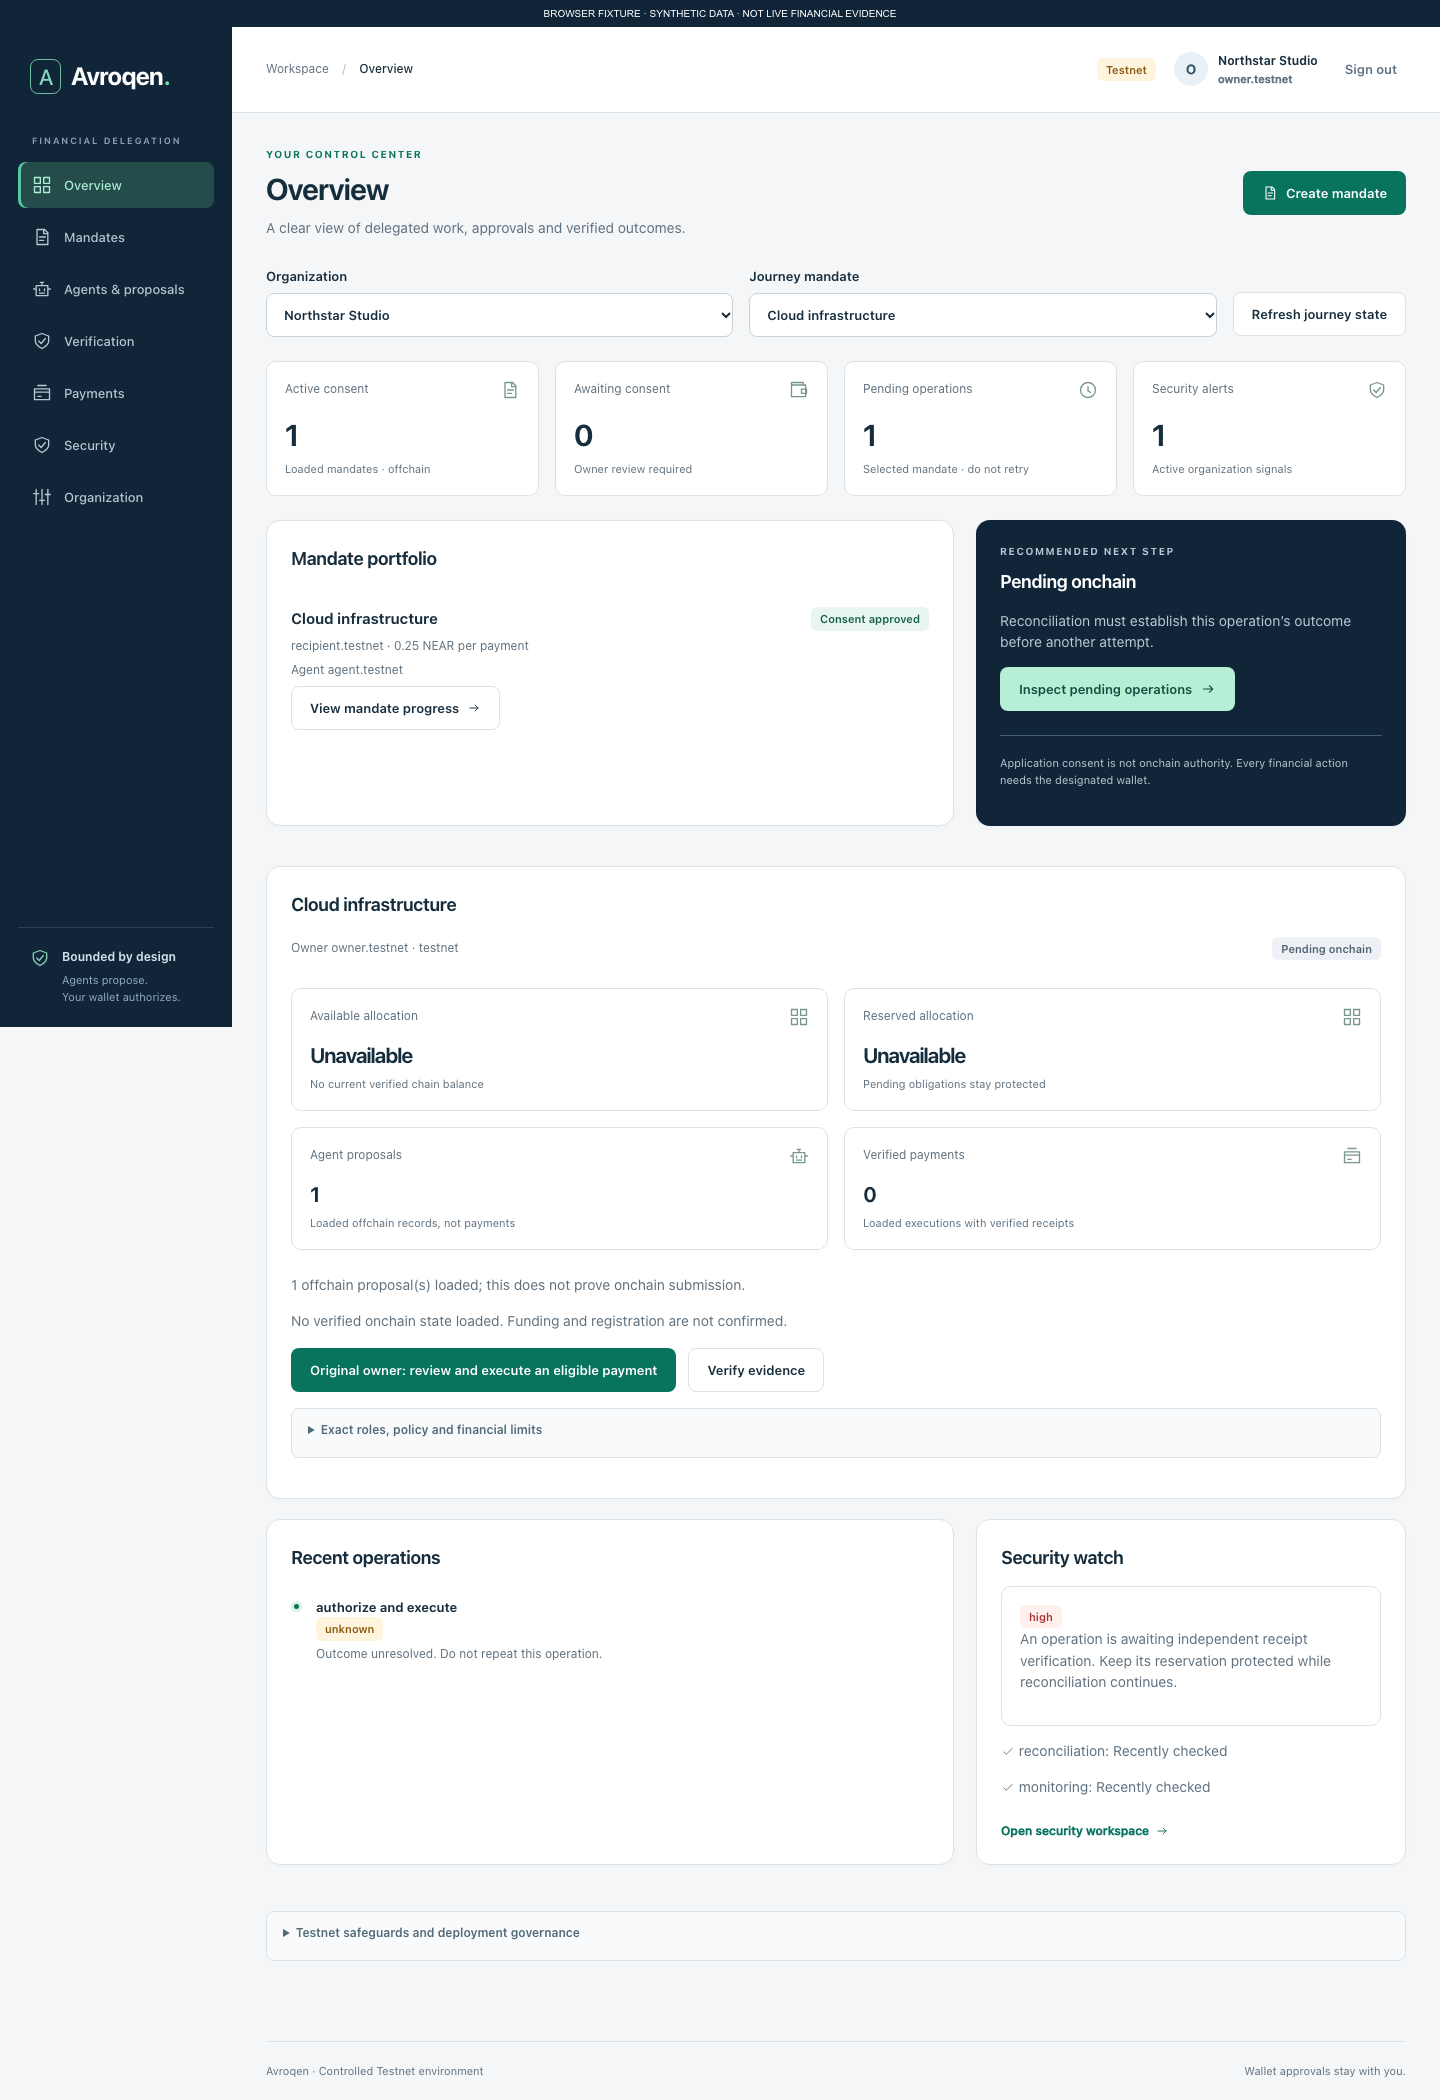 BROWSER FIXTURE · SYNTHETIC DATA · NOT LIVE FINANCIAL EVIDENCE
A Avroqen.
FINANCIAL DELEGATION
Overview
Mandates
Agents & proposals
Verification
Payments
Security
Organization
Bounded by design
Agents propose.
Your wallet authorizes.
Workspace / Overview
Testnet
O
Northstar Studio
owner.testnet
Sign out
YOUR CONTROL CENTER
Overview
A clear view of delegated work, approvals and verified outcomes.
Create mandate
Organization
Northstar Studio
Journey mandate
Cloud infrastructure
Refresh journey state
Active consent
1
Loaded mandates · offchain
Awaiting consent
0
Owner review required
Pending operations
1
Selected mandate · do not retry
Security alerts
1
Active organization signals
Mandate portfolio
Cloud infrastructure
Consent approved
recipient.testnet · 0.25 NEAR per payment
Agent agent.testnet
View mandate progress →
RECOMMENDED NEXT STEP
Pending onchain
Reconciliation must establish this operation's outcome
before another attempt.
Inspect pending operations →
Application consent is not onchain authority. Every financial action
needs the designated wallet.
Cloud infrastructure
Owner owner.testnet · testnet
Pending onchain
Available allocation
Unavailable
No current verified chain balance
Reserved allocation
Unavailable
Pending obligations stay protected
Agent proposals
1
Loaded offchain records, not payments
Verified payments
0
Loaded executions with verified receipts
1 offchain proposal(s) loaded; this does not prove onchain submission.
No verified onchain state loaded. Funding and registration are not confirmed.
Original owner: review and execute an eligible payment
Verify evidence
▶ Exact roles, policy and financial limits
Recent operations
authorize and execute
unknown
Outcome unresolved. Do not repeat this operation.
Security watch
high
An operation is awaiting independent receipt
verification. Keep its reservation protected while
reconciliation continues.
✓ reconciliation: Recently checked
✓ monitoring: Recently checked
Open security workspace →
▶ Testnet safeguards and deployment governance
Avroqen · Controlled Testnet environment
Wallet approvals stay with you.